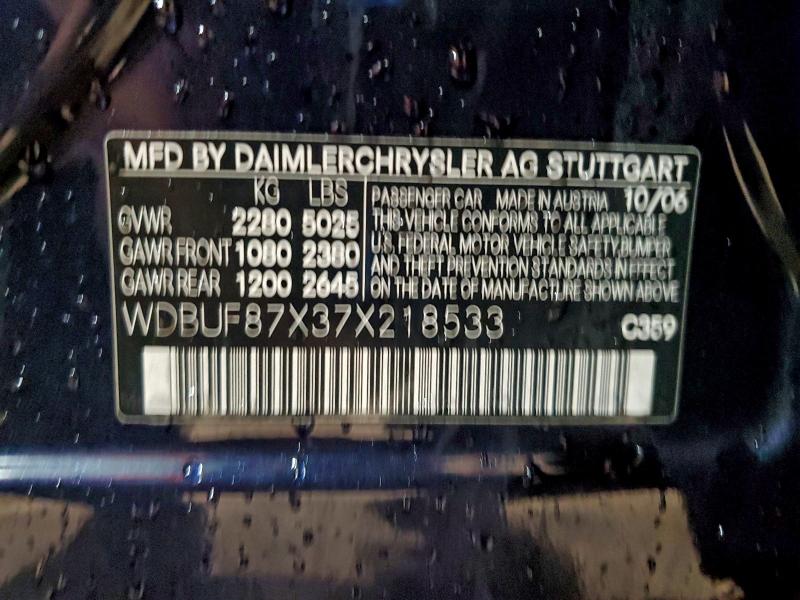 MFD BY DAIMLERCHRYSLER AG STUTTGART
KG LBS
GVWR 2280 5025
GAWR FRONT 1080 2380
GAWR REAR 1200 2645
PASSENGER CAR MADE IN AUSTRIA 10/06
THIS VEHICLE CONFORMS TO ALL APPLICABLE
U.S. FEDERAL MOTOR VEHICLE SAFETY, BUMPER
AND THEFT PREVENTION STANDARDS IN EFFECT
ON THE DATE OF MANUFACTURE SHOWN ABOVE
WDBUF87X37X218533 C359